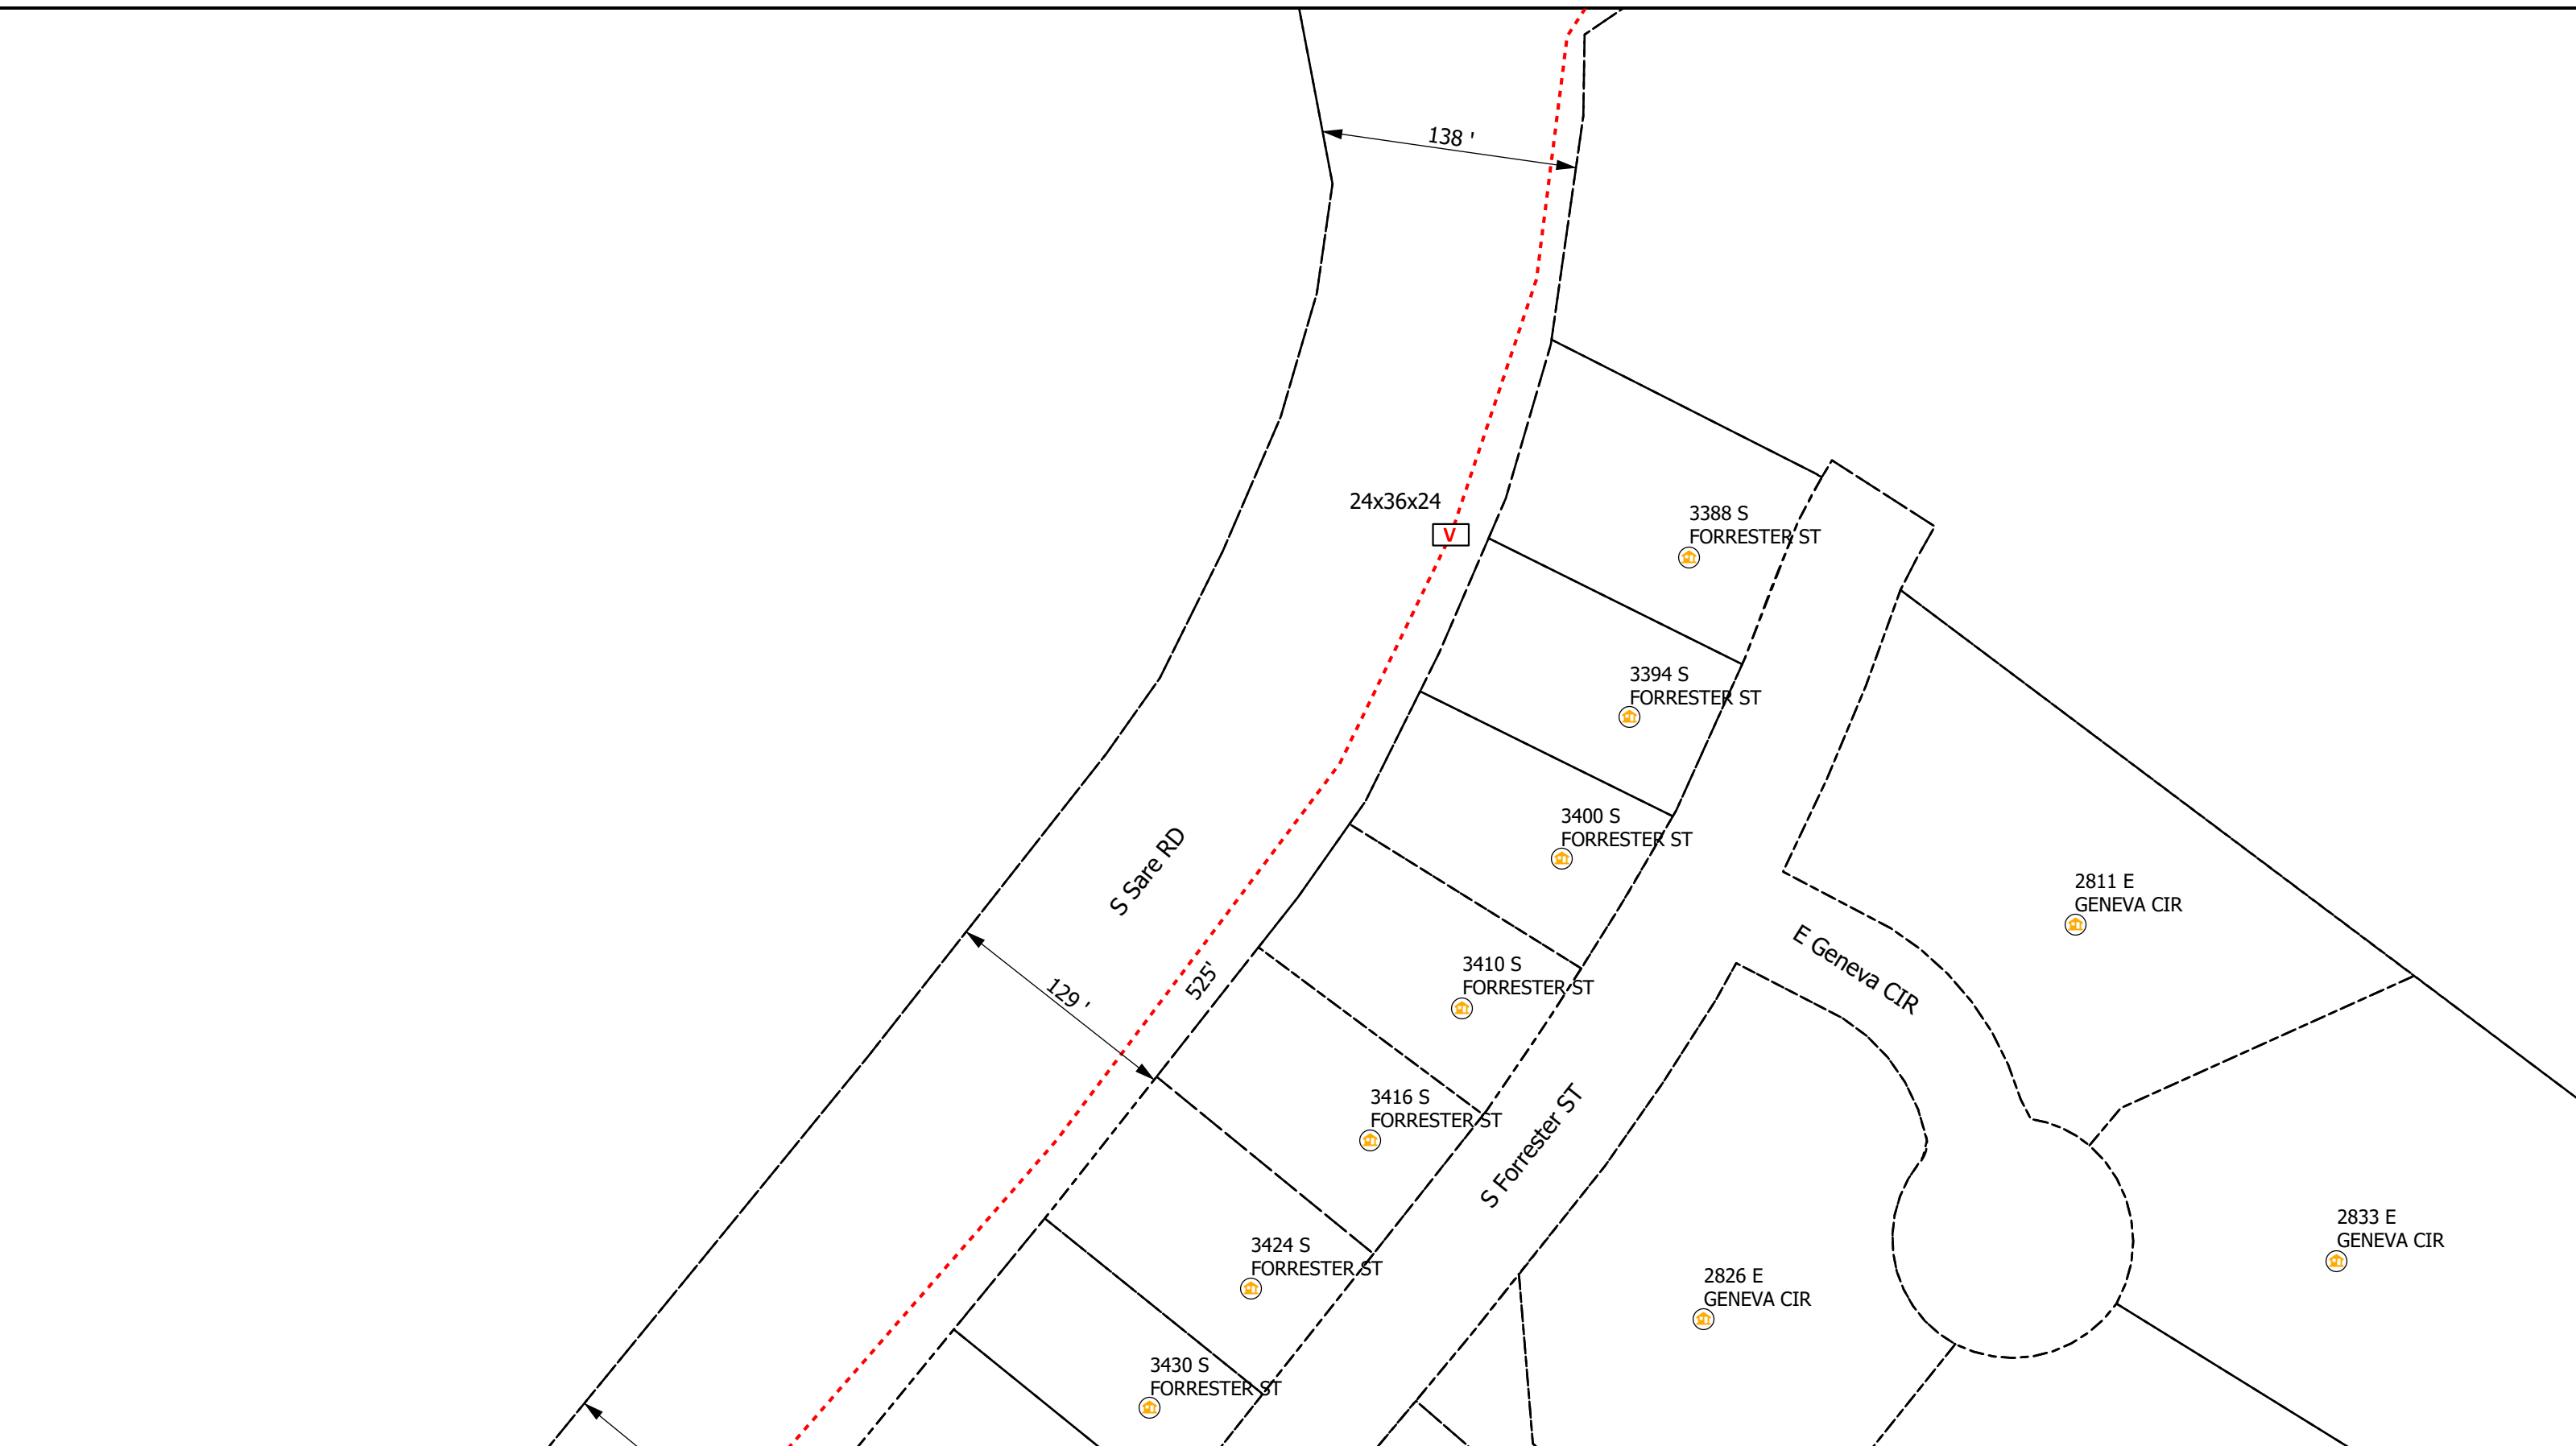 138 '
24x36x24
V
3388 S
FORRESTER ST
3394 S
FORRESTER ST
3400 S
FORRESTER ST
S Sare RD
2811 E
GENEVA CIR
E Geneva CIR
3410 S
FORRESTER ST
525'
129 '
3416 S
FORRESTER ST
S Forrester ST
2833 E
GENEVA CIR
3424 S
FORRESTER ST
2826 E
GENEVA CIR
3430 S
FORRESTER ST